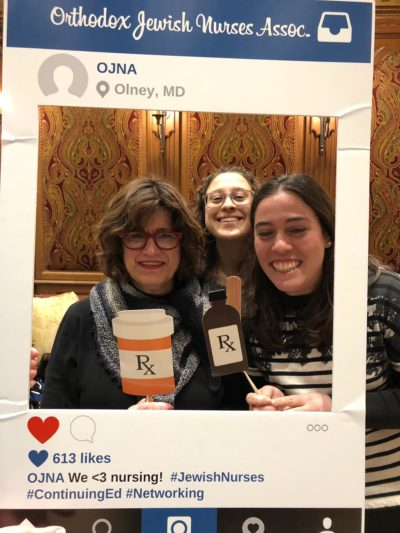 Orthodox Jewish Nurses Assoc.
OJNA
Olney, MD
Rx
Rx
613 likes
OJNA We <3 nursing! #JewishNurses
#ContinuingEd #Networking